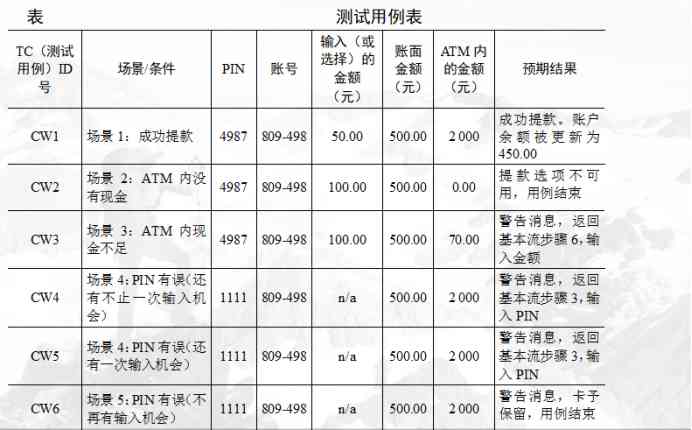 表 测试用例表
TC（测试用例）ID号 场景/条件 PIN 账号 输入（或选择）的金额（元） 账面金额（元） ATM 内的金额（元） 预期结果
CW1 场景 1：成功提款 4987 809-498 50.00 500.00 2 000 成功提款。账户余额被更新为 450.00
CW2 场景 2：ATM 内没有现金 4987 809-498 100.00 500.00 0.00 提款选项不可用，用例结束
CW3 场景 3：ATM 内现金不足 4987 809-498 100.00 500.00 70.00 警告消息，返回基本流步骤 6，输入金额
CW4 场景 4：PIN 有误（还有不止一次输入机会） 1111 809-498 n/a 500.00 2 000 警告消息，返回基本流步骤 3，输入 PIN
CW5 场景 4：PIN 有误（还有一次输入机会） 1111 809-498 n/a 500.00 2 000 警告消息，返回基本流步骤 3，输入 PIN
CW6 场景 5：PIN 有误（不再有输入机会） 1111 809-498 n/a 500.00 2 000 警告消息，卡予保留，用例结束